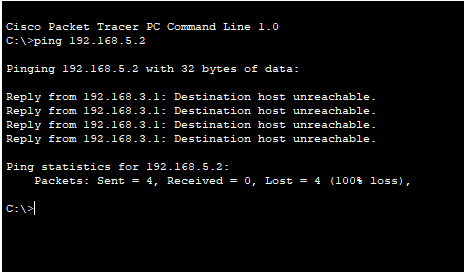 Cisco Packet Tracer PC Command Line 1.0
C:\>ping 192.168.5.2
Pinging 192.168.5.2 with 32 bytes of data:
Reply from 192.168.3.1: Destination host unreachable.
Reply from 192.168.3.1: Destination host unreachable.
Reply from 192.168.3.1: Destination host unreachable.
Reply from 192.168.3.1: Destination host unreachable.
Ping statistics for 192.168.5.2:
    Packets: Sent = 4, Received = 0, Lost = 4 (100% loss),
C:\>